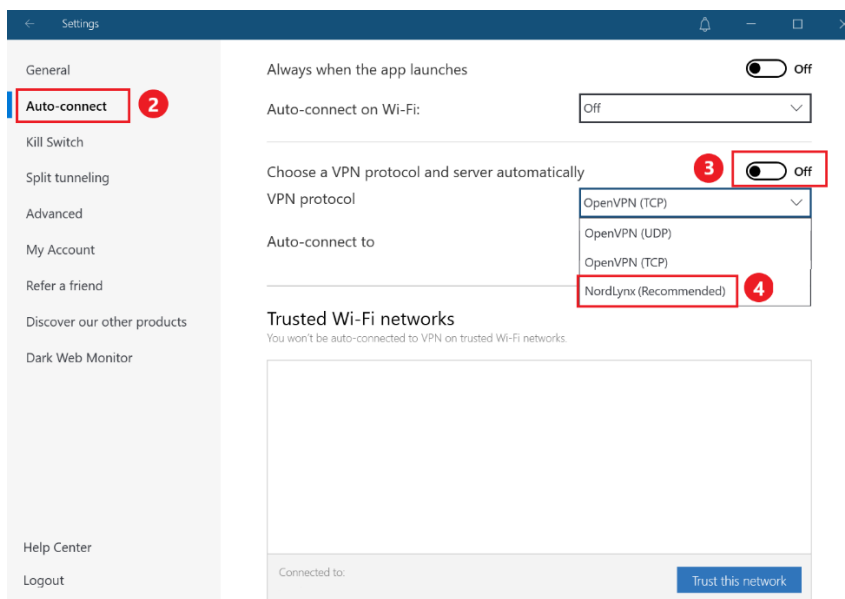 Settings
General
Auto-connect
2
Kill Switch
Split tunneling
Advanced
My Account
Refer a friend
Discover our other products
Dark Web Monitor
Help Center
Logout
Always when the app launches
Off
Auto-connect on Wi-Fi:
Off
Choose a VPN protocol and server automatically
3
Off
VPN protocol
OpenVPN (TCP)
OpenVPN (UDP)
OpenVPN (TCP)
NordLynx (Recommended)
4
Auto-connect to
Trusted Wi-Fi networks
You won't be auto-connected to VPN on trusted Wi-Fi networks.
Connected to:
Trust this network